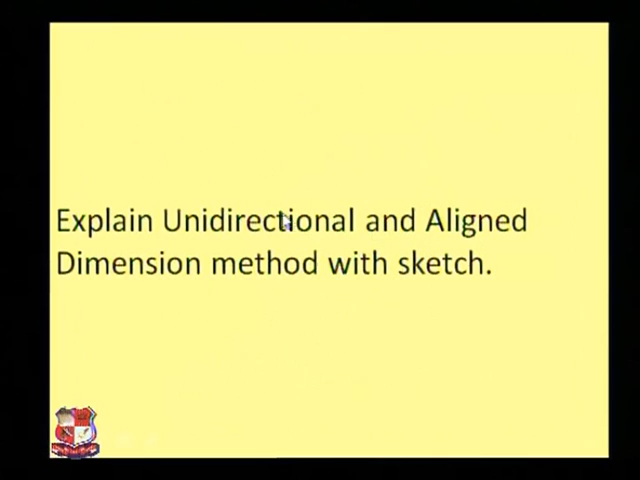 Explain Unidirectional and Aligned
Dimension method with sketch.